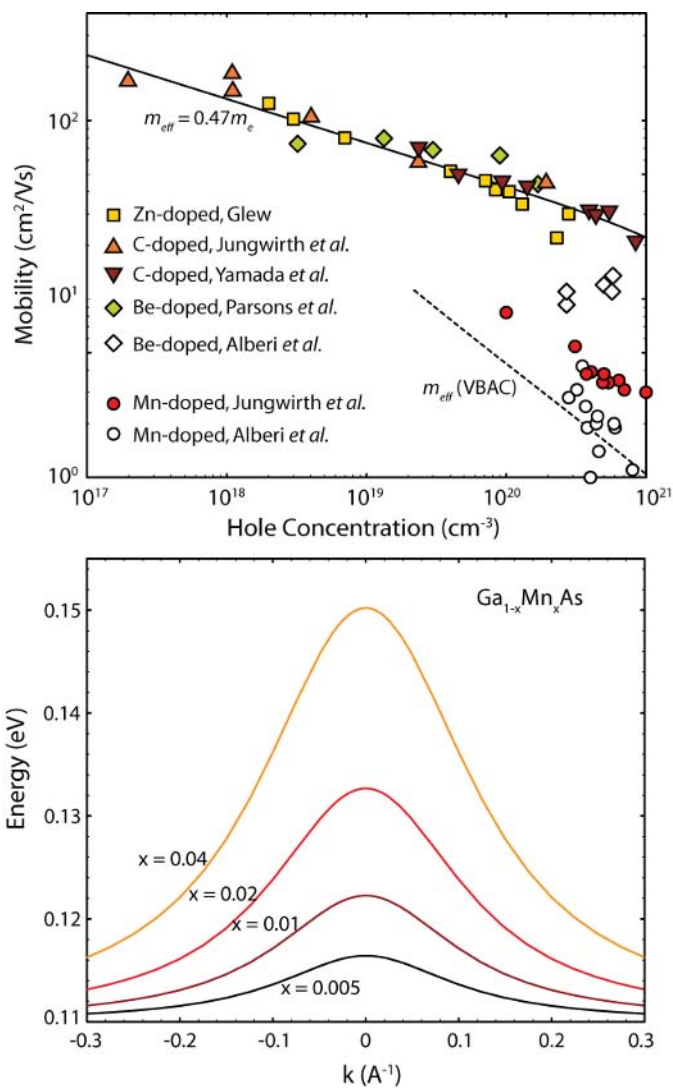 10²
10¹
10⁰
Mobility (cm²/Vs)
m_eff = 0.47m_e
Zn-doped, Glew
C-doped, Jungwirth et al.
C-doped, Yamada et al.
Be-doped, Parsons et al.
Be-doped, Alberi et al.
Mn-doped, Jungwirth et al.
Mn-doped, Alberi et al.
m_eff (VBAC)
10¹⁷ 10¹⁸ 10¹⁹ 10²⁰ 10²¹
Hole Concentration (cm⁻³)
Ga₁₋ₓMnₓAs
0.15
0.14
0.13
0.12
0.11
Energy (eV)
x = 0.04
x = 0.02
x = 0.01
x = 0.005
-0.3 -0.2 -0.1 0 0.1 0.2 0.3
k (A⁻¹)